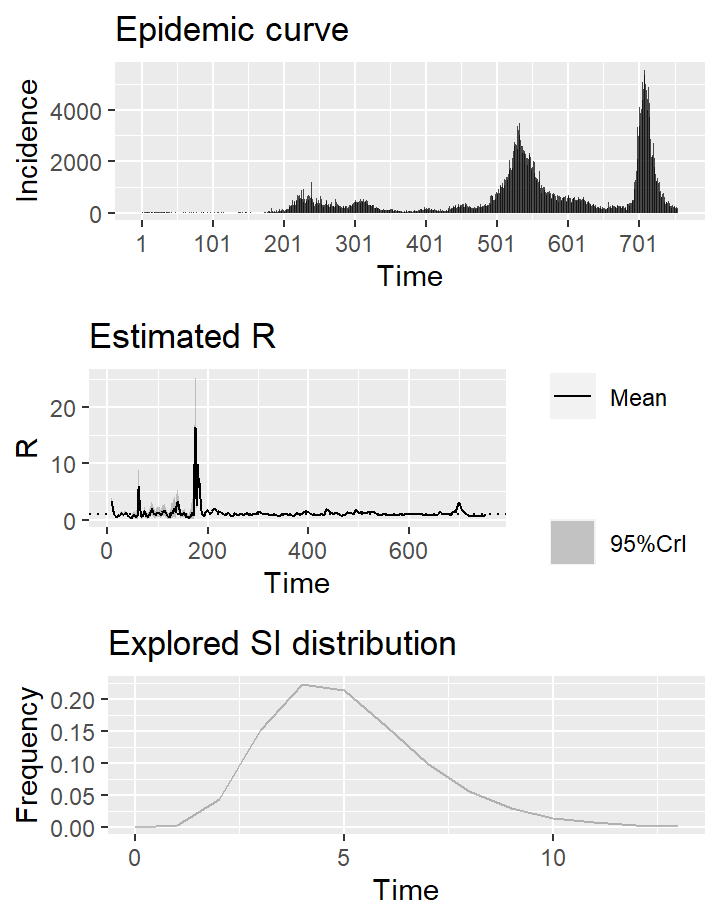 Epidemic curve
Incidence
4000
2000
0
1 101 201 301 401 501 601 701
Time
Estimated R
R
20
10
0
0 200 400 600
Time
Mean
95%CrI
Explored SI distribution
Frequency
0.20
0.15
0.10
0.05
0.00
0 5 10
Time